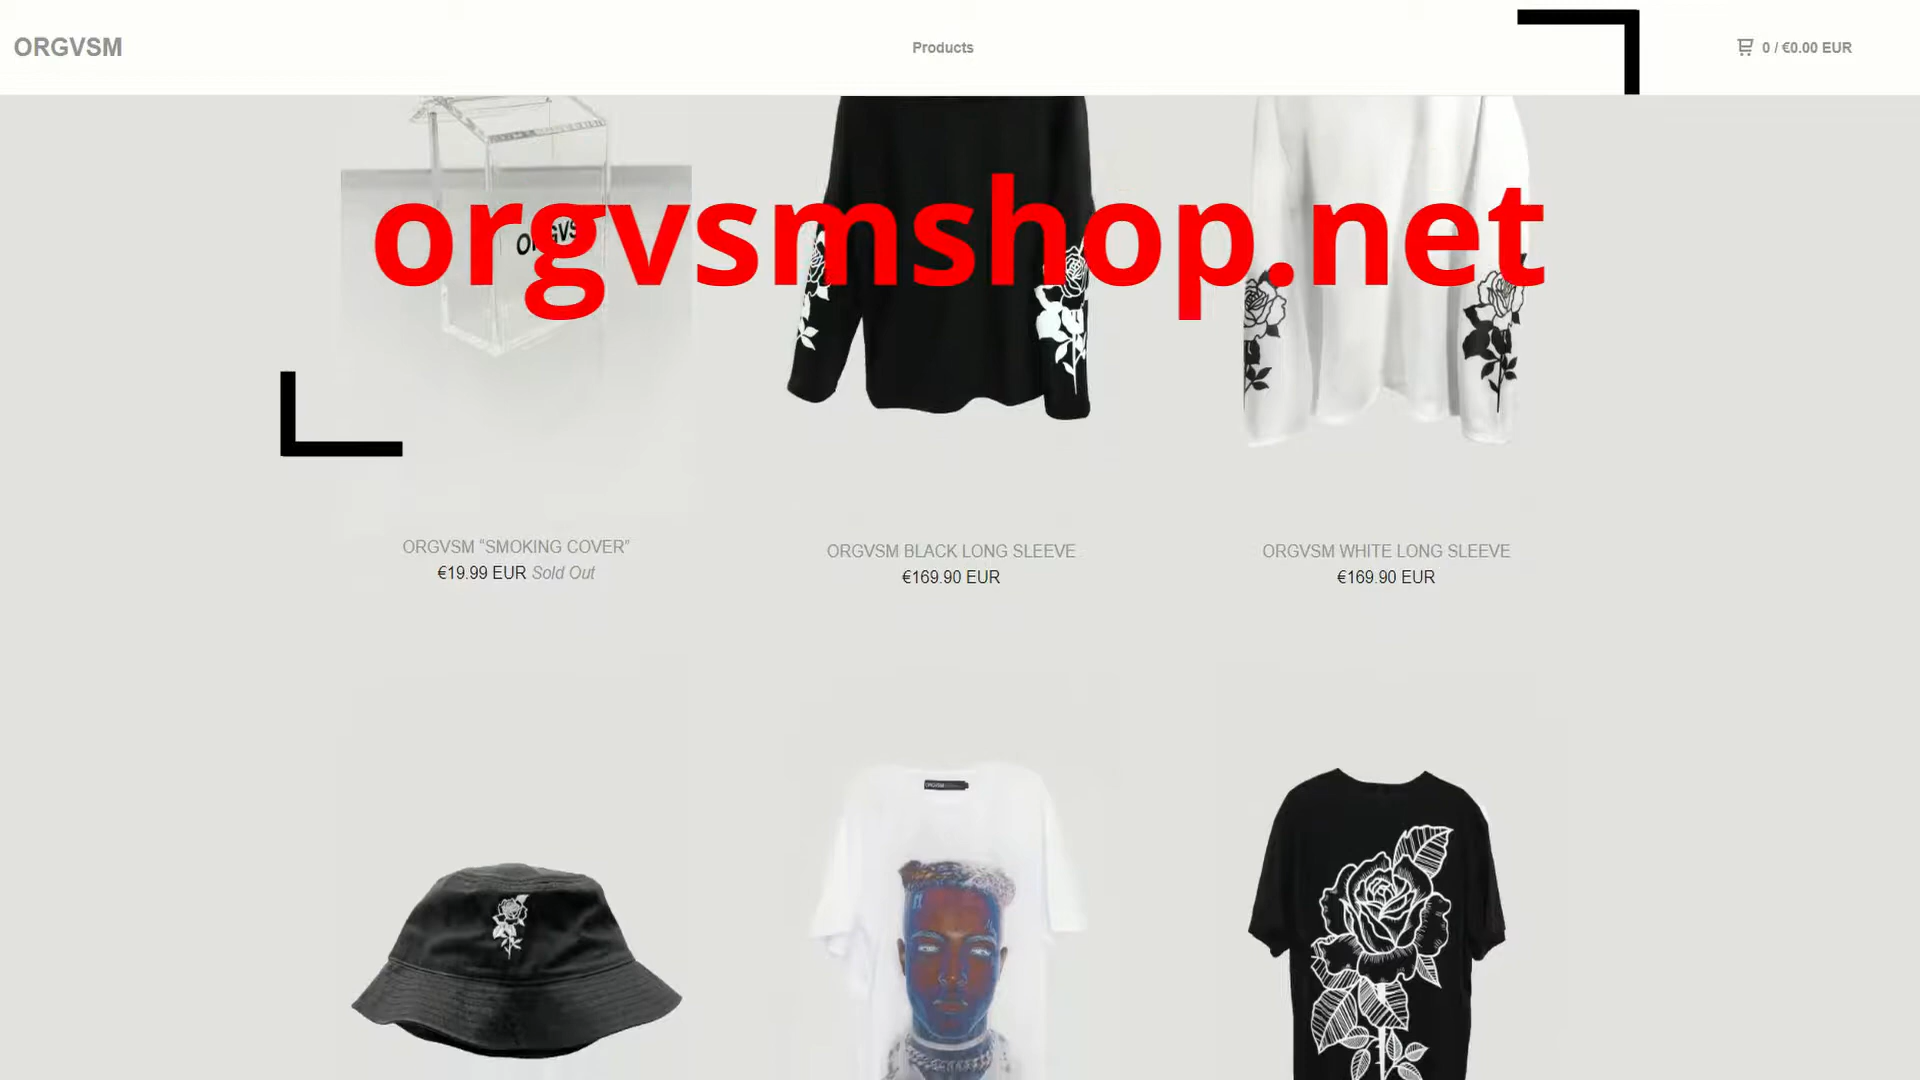 ORGVSM
Products
0 / €0.00 EUR
orgvsmshop.net
ORGVSM “SMOKING COVER”
€19.99 EUR Sold Out
ORGVSM BLACK LONG SLEEVE
€169.90 EUR
ORGVSM WHITE LONG SLEEVE
€169.90 EUR